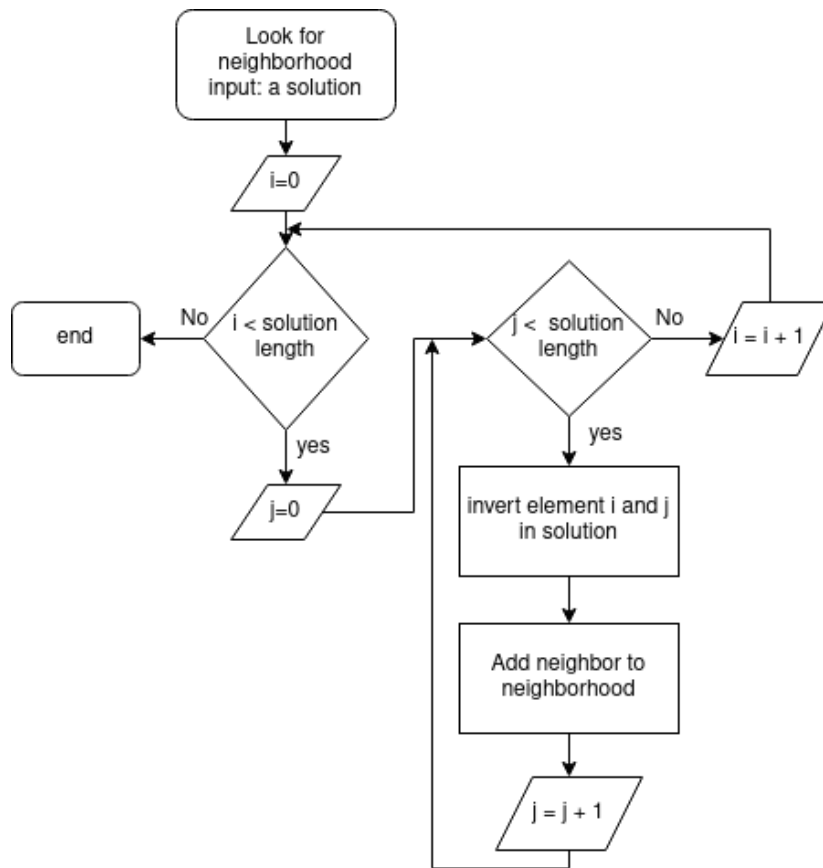 Look for
neighborhood
input: a solution
i=0
i < solution
length
No
end
yes
j=0
j < solution
length
No
i = i + 1
yes
invert element i and j
in solution
Add neighbor to
neighborhood
j = j + 1